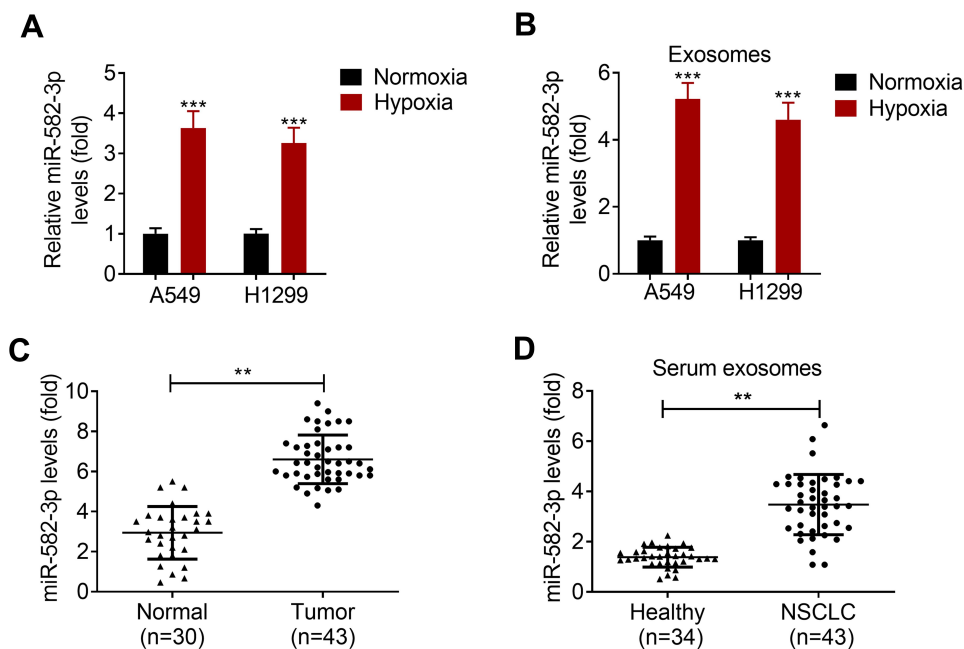 A
Relative miR-582-3p
levels (fold)
5
4
3
2
1
0
***
***
A549
H1299
Normoxia
Hypoxia
B
Exosomes
Relative miR-582-3p
levels (fold)
6
4
2
0
***
***
A549
H1299
Normoxia
Hypoxia
C
miR-582-3p levels (fold)
10
8
6
4
2
0
**
Normal
(n=30)
Tumor
(n=43)
D
Serum exosomes
miR-582-3p levels (fold)
8
6
4
2
0
**
Healthy
(n=34)
NSCLC
(n=43)